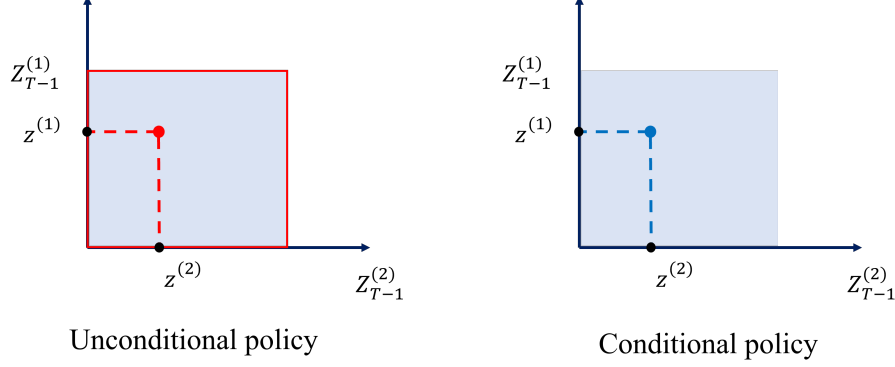 Z_{T-1}^{(1)}
z^{(1)}
z^{(2)}
Z_{T-1}^{(2)}
Unconditional policy
Z_{T-1}^{(1)}
z^{(1)}
z^{(2)}
Z_{T-1}^{(2)}
Conditional policy